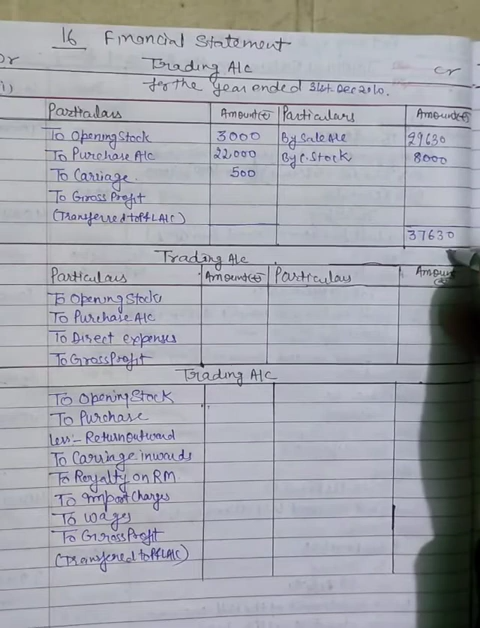 16 Financial Statement
Dr Trading A/c Cr
for the year ended 31st. Dec 2010.
Particulars Amount(₹) Particulars Amount(₹)
To Opening Stock 3000 By Sale A/c 29630
To Purchase A/c 22,000 By C. Stock 8000
To Carriage 500
To Gross Profit
(Transferred to P&L A/c)
37630
Trading A/c
Particulars Amount(₹) Particulars Amount (₹)
To Opening Stock
To Purchase A/c
To Direct expenses
To Gross Profit
Trading A/C
To Opening Stock
To Purchase
Less:- Return outward
To Carriage inwards
To Royalty on RM
To Import Charges
To Wages
To Gross Profit
(Transfered to P&L A/C)